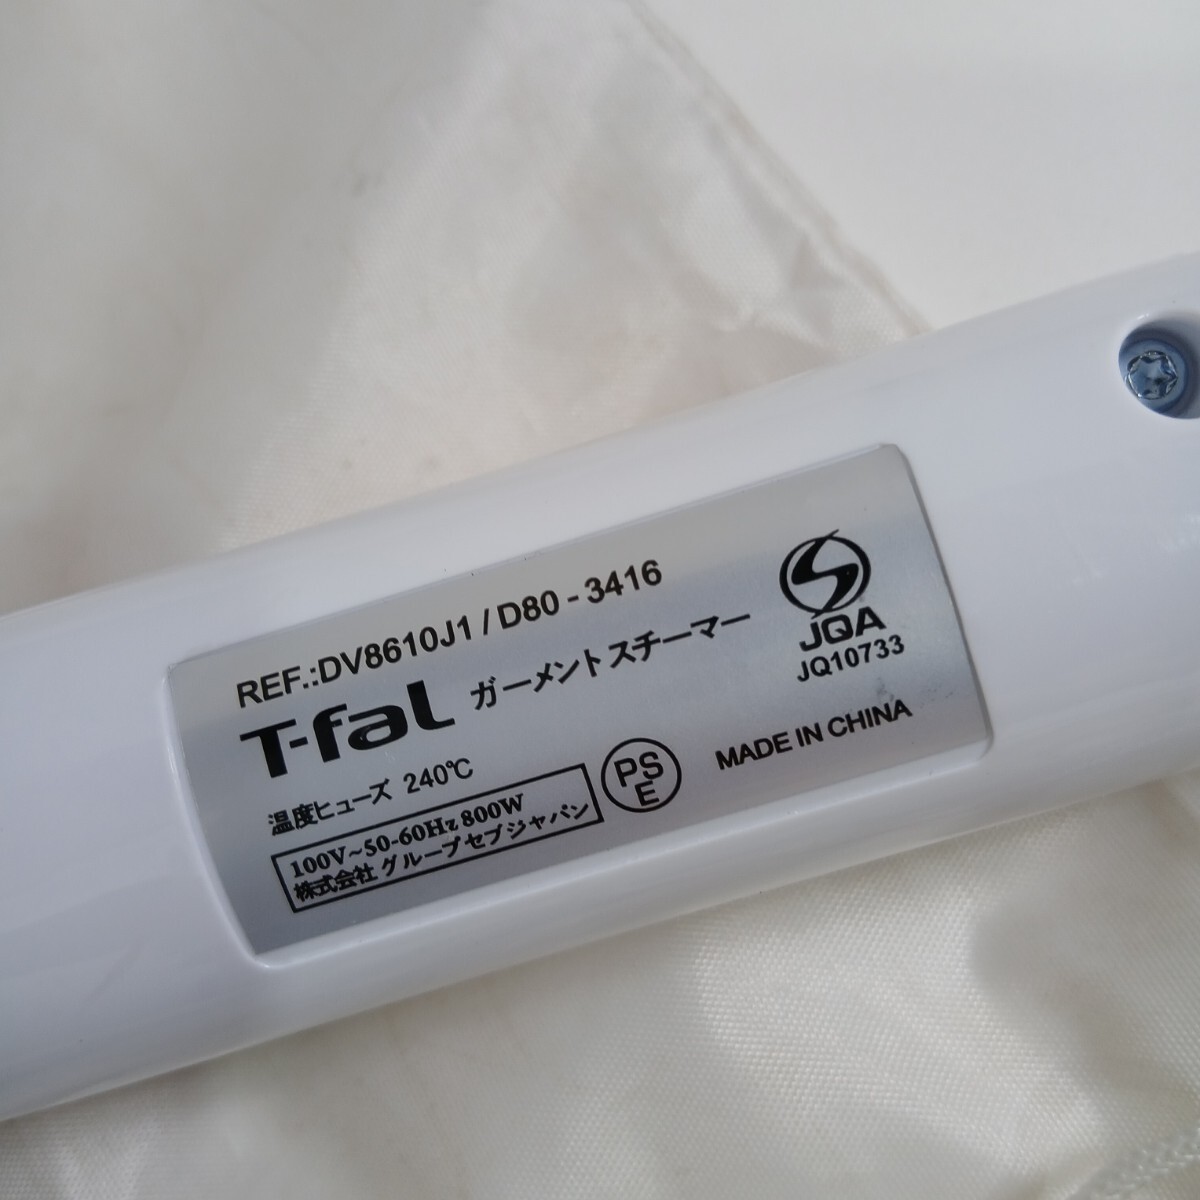 REF.:DV8610J1 / D80 - 3416
T-fal ガーメントスチーマー
温度ヒューズ 240℃
100V～50-60Hz 800W
株式会社 グループセブジャパン
PS
E
JQA
JQ10733
MADE IN CHINA